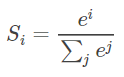 S_i = \frac{e^i}{\sum_j e^j}